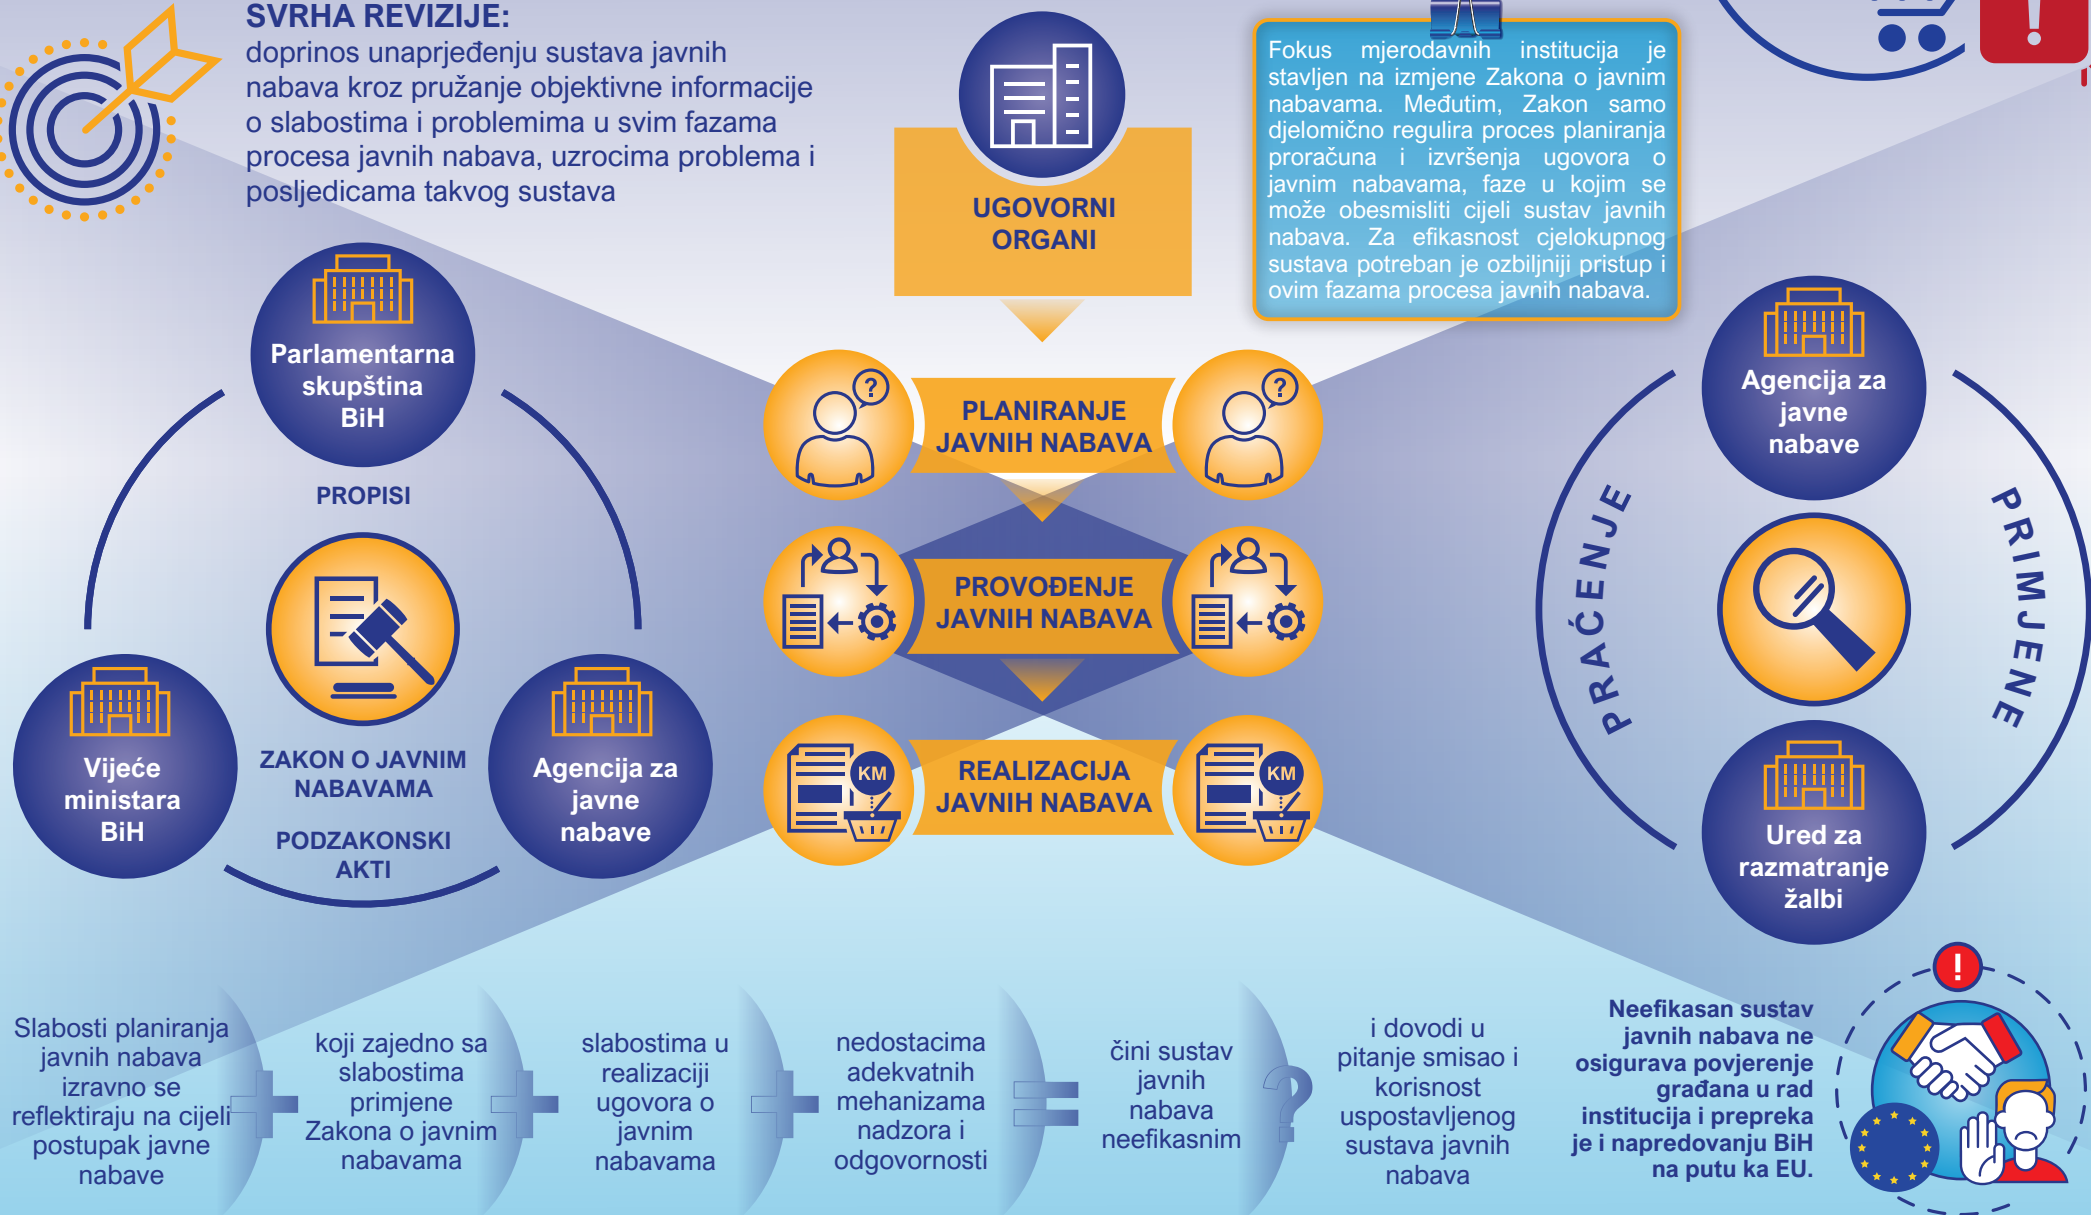 SVRHA REVIZIJE:
doprinos unaprjeđenju sustava javnih
nabava kroz pružanje objektivne informacije
o slabostima i problemima u svim fazama
procesa javnih nabava, uzrocima problema i
posljedicama takvog sustava
UGOVORNI
ORGANI
Fokus mjerodavnih institucija je
stavljen na izmjene Zakona o javnim
nabavama. Međutim, Zakon samo
djelomično regulira proces planiranja
proračuna i izvršenja ugovora o
javnim nabavama, faze u kojim se
može obesmisliti cijeli sustav javnih
nabava. Za efikasnost cjelokupnog
sustava potreban je ozbiljniji pristup i
ovim fazama procesa javnih nabava.
!
Parlamentarna
skupština
BiH
PROPISI
Vijeće
ministara
BiH
ZAKON O JAVNIM
NABAVAMA
PODZAKONSKI
AKTI
Agencija za
javne
nabave
?
PLANIRANJE
JAVNIH NABAVA
?
PROVOĐENJE
JAVNIH NABAVA
KM
REALIZACIJA
JAVNIH NABAVA
KM
Agencija za
javne
nabave
PRAĆENJE
PRIMJENE
Ured za
razmatranje
žalbi
Slabosti planiranja
javnih nabava
izravno se
reflektiraju na cijeli
postupak javne
nabave
+
koji zajedno sa
slabostima
primjene
Zakona o javnim
nabavama
+
slabostima u
realizaciji
ugovora o
javnim
nabavama
+
nedostacima
adekvatnih
mehanizama
nadzora i
odgovornosti
=
čini sustav
javnih
nabava
neefikasnim
?
i dovodi u
pitanje smisao i
korisnost
uspostavljenog
sustava javnih
nabava
Neefikasan sustav
javnih nabava ne
osigurava povjerenje
građana u rad
institucija i prepreka
je i napredovanju BiH
na putu ka EU.
!